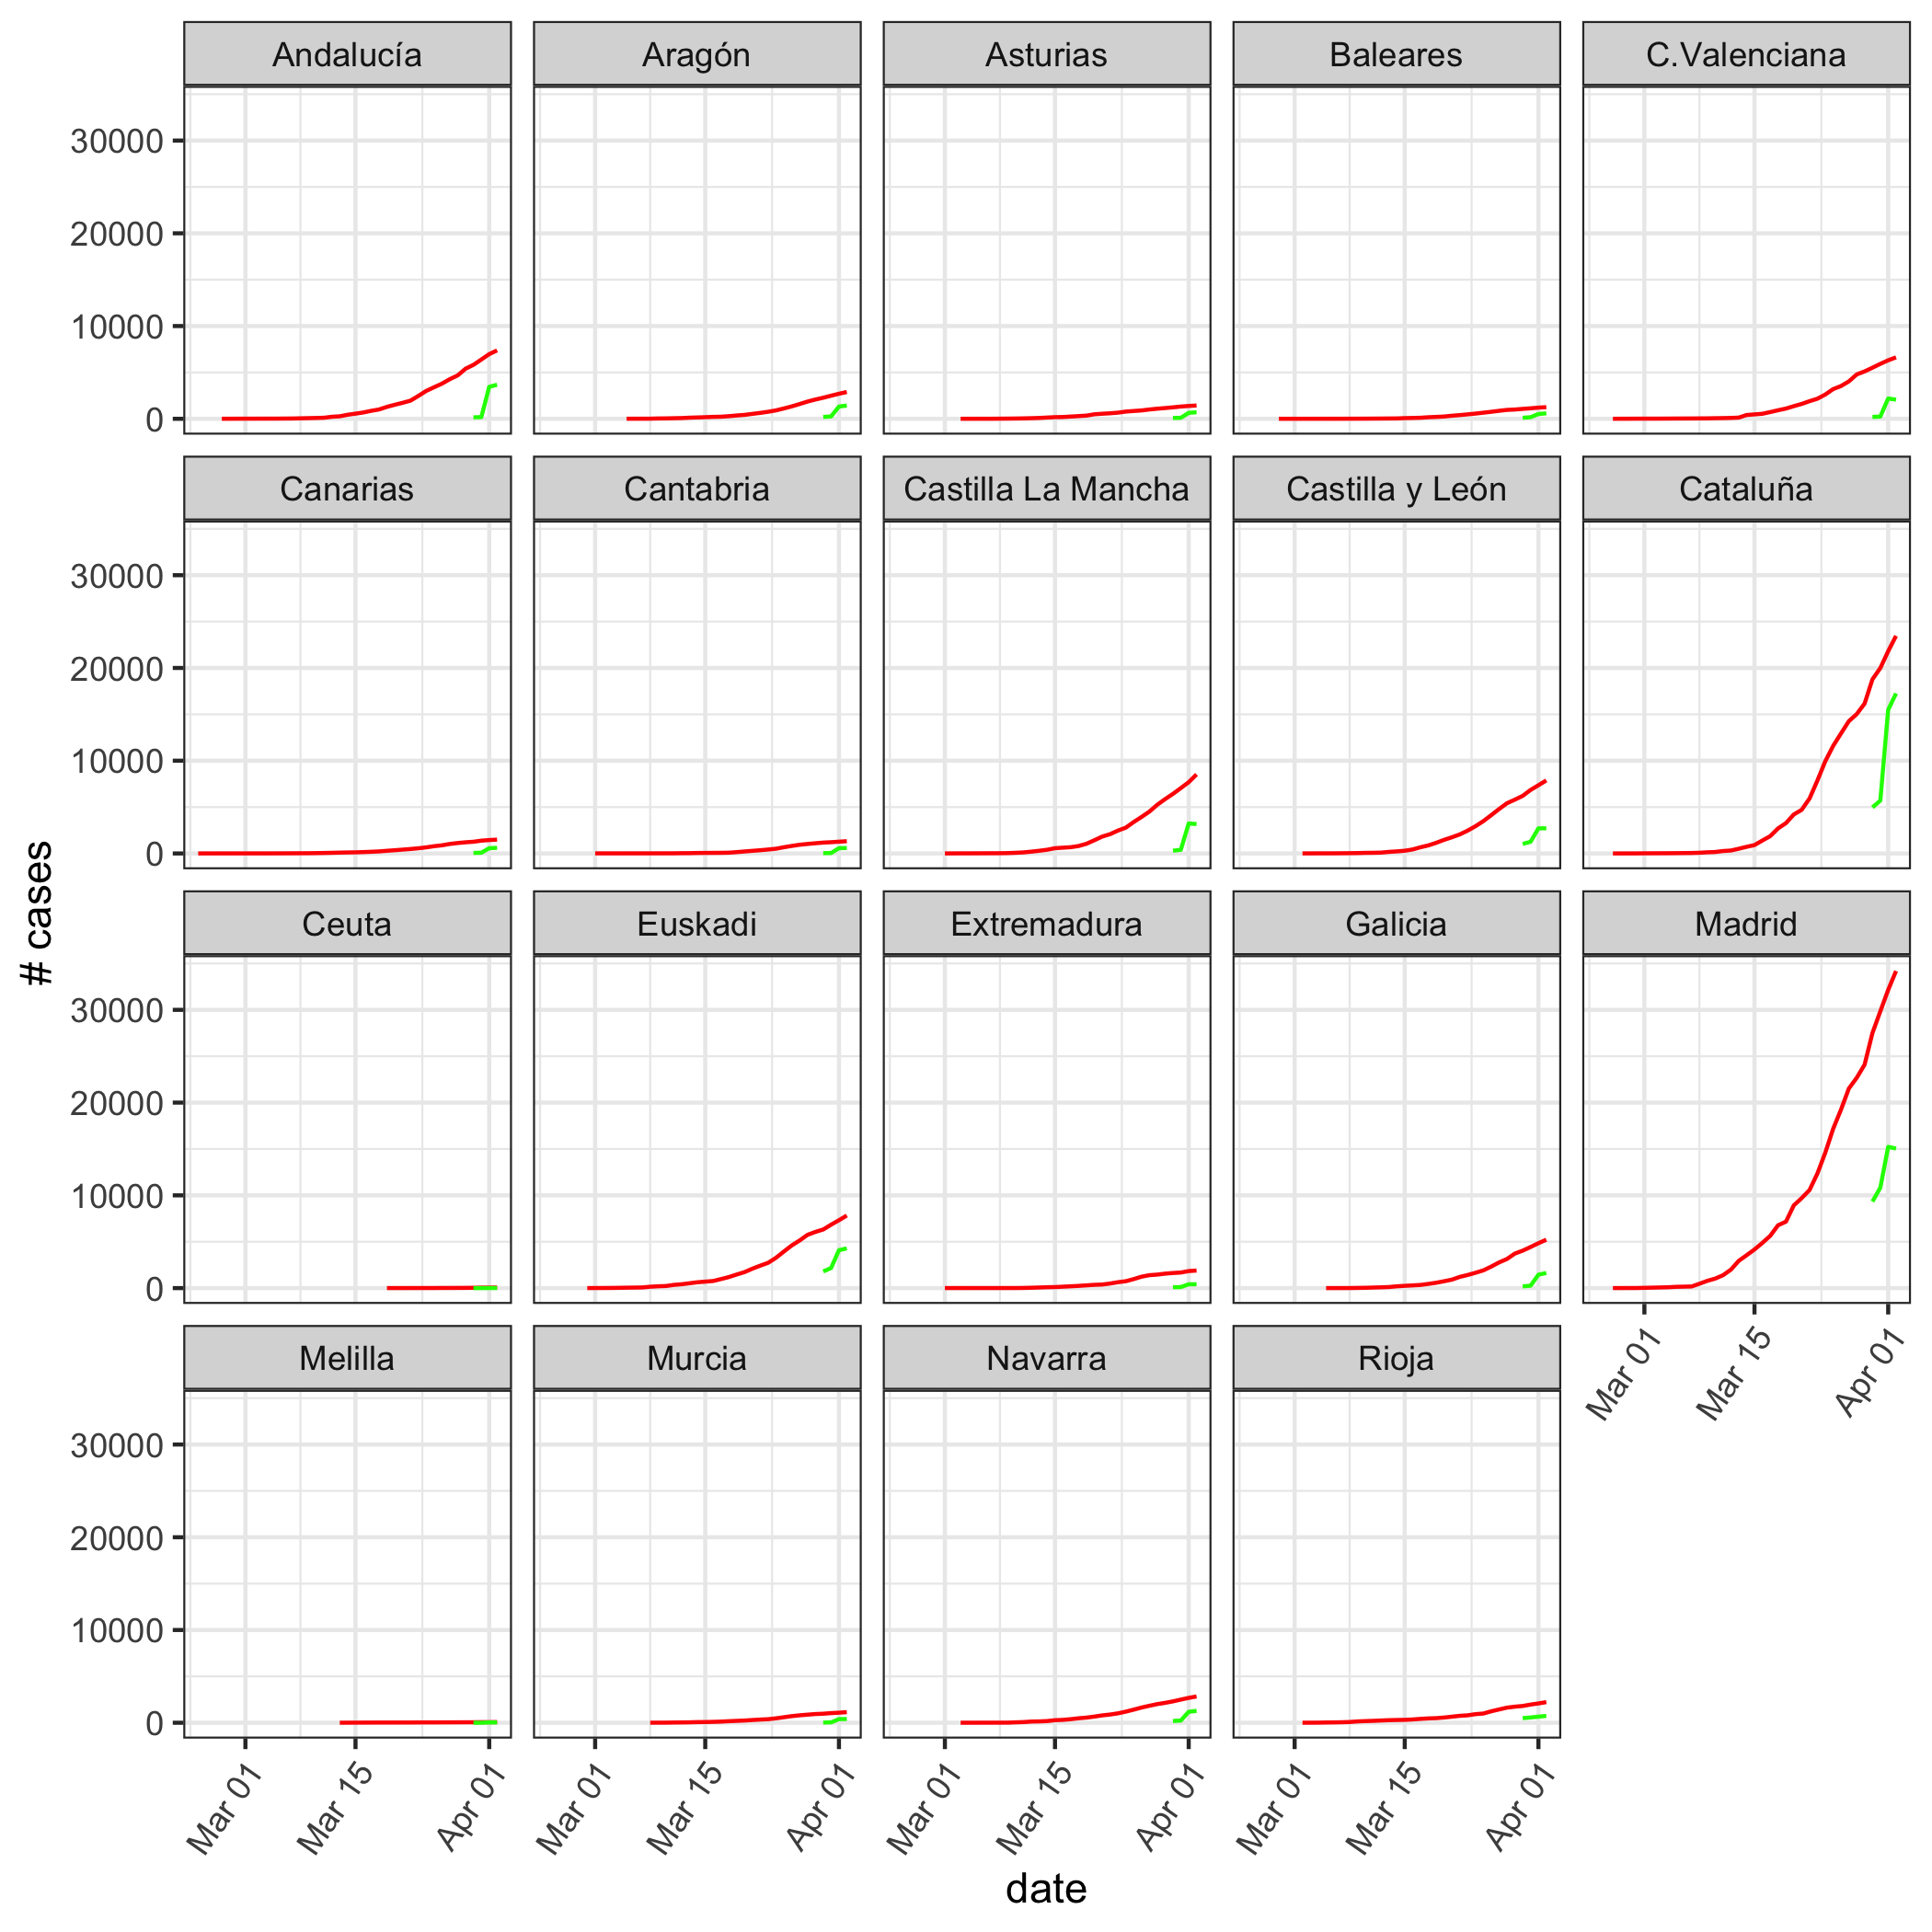 Andalucía
Aragón
Asturias
Baleares
C.Valenciana
30000
20000
10000
0
Canarias
Cantabria
Castilla La Mancha
Castilla y León
Cataluña
30000
20000
10000
0
# cases
Ceuta
Euskadi
Extremadura
Galicia
Madrid
30000
20000
10000
0
Mar 01
Mar 15
Apr 01
Melilla
Murcia
Navarra
Rioja
30000
20000
10000
0
Mar 01
Mar 15
Apr 01
Mar 01
Mar 15
Apr 01
Mar 01
Mar 15
Apr 01
Mar 01
Mar 15
Apr 01
date